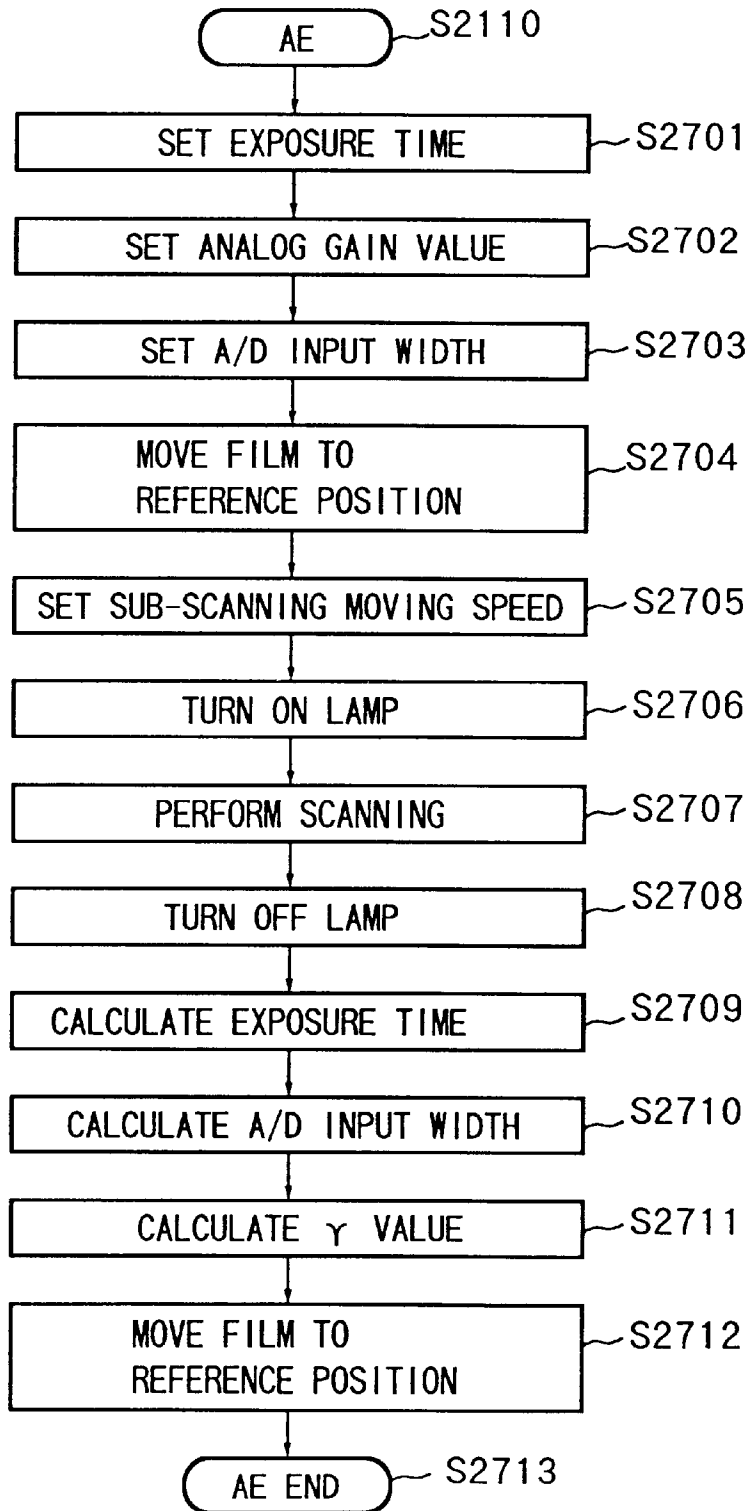 AE S2110
SET EXPOSURE TIME S2701
SET ANALOG GAIN VALUE S2702
SET A/D INPUT WIDTH S2703
MOVE FILM TO
REFERENCE POSITION S2704
SET SUB-SCANNING MOVING SPEED S2705
TURN ON LAMP S2706
PERFORM SCANNING S2707
TURN OFF LAMP S2708
CALCULATE EXPOSURE TIME S2709
CALCULATE A/D INPUT WIDTH S2710
CALCULATE γ VALUE S2711
MOVE FILM TO
REFERENCE POSITION S2712
AE END S2713